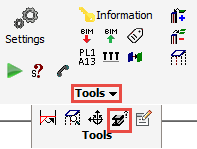 Information
Settings
BIM BIM
PL1
A13
s?
Tools
Tools